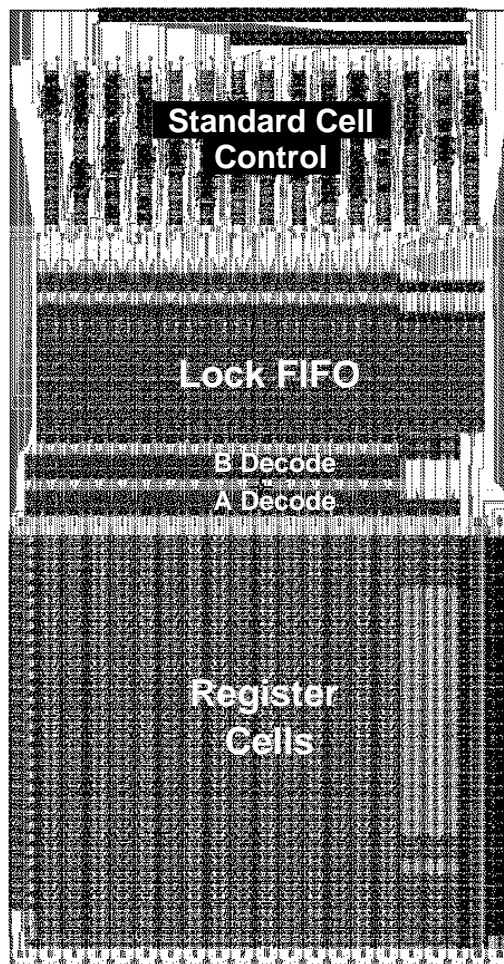 Standard Cell
Control
Lock FIFO
B Decode
A Decode
Register
Cells